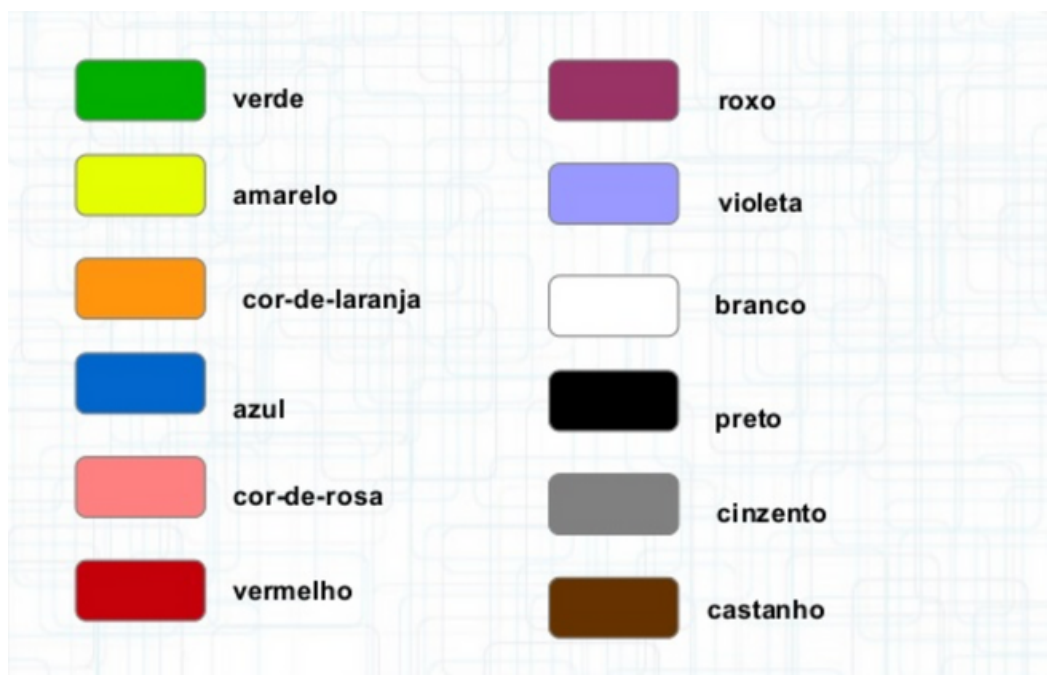 verde
amarelo
cor-de-laranja
azul
cor-de-rosa
vermelho
roxo
violeta
branco
preto
cinzento
castanho